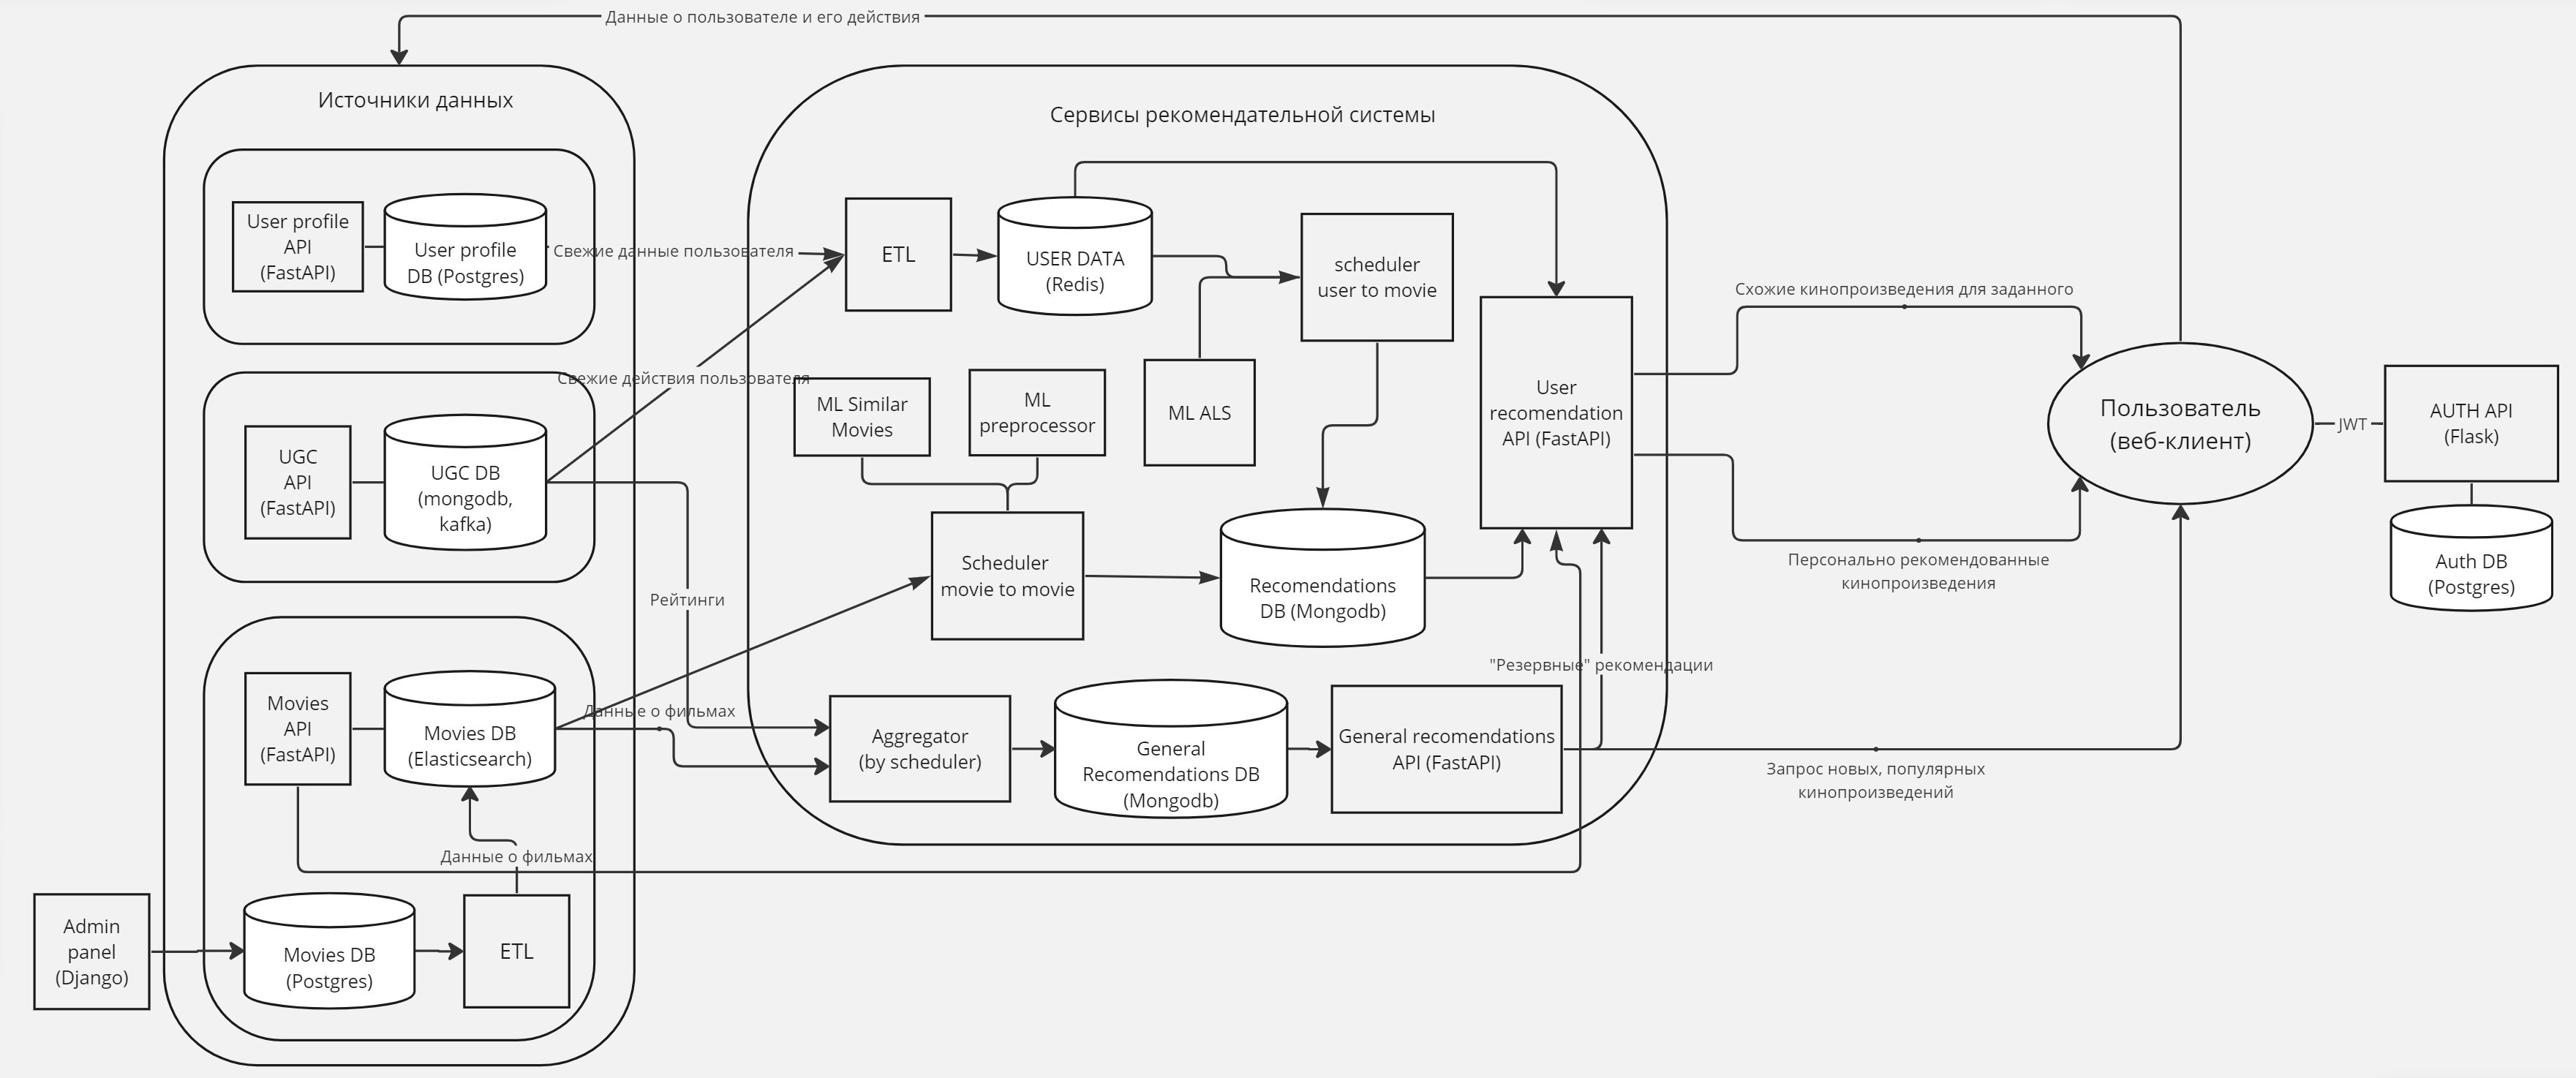 Данные о пользователе и его действия
Источники данных
User profile
API
(FastAPI)
User profile
DB (Postgres)
Свежие данные пользователя
UGC
API
(FastAPI)
UGC DB
(mongodb,
kafka)
Свежие действия пользователя
Рейтинги
Movies
API
(FastAPI)
Movies DB
(Elasticsearch)
Данные о фильмах
Данные о фильмах
Admin
panel
(Django)
Movies DB
(Postgres)
ETL
Сервисы рекомендательной системы
ETL
USER DATA
(Redis)
scheduler
user to movie
ML Similar
Movies
ML
preprocessor
ML ALS
User
recomendation
API (FastAPI)
Scheduler
movie to movie
Recomendations
DB (Mongodb)
"Резервные" рекомендации
Aggregator
(by scheduler)
General
Recomendations DB
(Mongodb)
General recomendations
API (FastAPI)
Схожие кинопроизведения для заданного
Персонально рекомендованные
кинопроизведения
Запрос новых, популярных
кинопроизведений
Пользователь
(веб-клиент)
JWT
AUTH API
(Flask)
Auth DB
(Postgres)